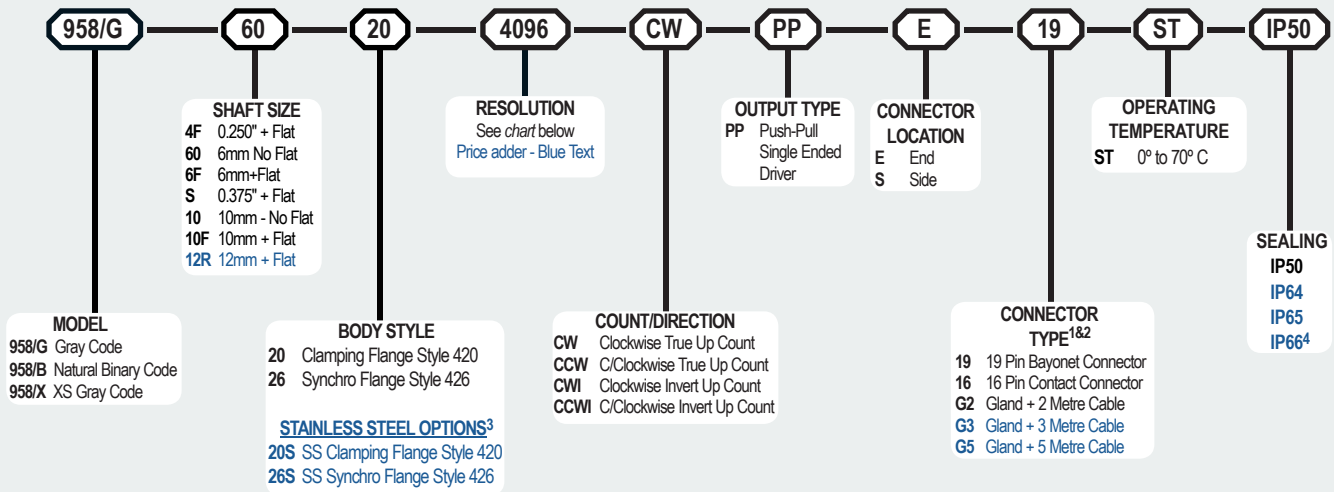 958/G 60 20 4096 CW PP E 19 ST IP50
SHAFT SIZE
4F 0.250" + Flat
60 6mm No Flat
6F 6mm+Flat
S 0.375" + Flat
10 10mm - No Flat
10F 10mm + Flat
12R 12mm + Flat
RESOLUTION
See chart below
Price adder - Blue Text
OUTPUT TYPE
PP Push-Pull
Single Ended
Driver
CONNECTOR
LOCATION
E End
S Side
OPERATING
TEMPERATURE
ST 0º to 70º C
SEALING
IP50
IP64
IP65
IP66⁴
MODEL
958/G Gray Code
958/B Natural Binary Code
958/X XS Gray Code
BODY STYLE
20 Clamping Flange Style 420
26 Synchro Flange Style 426
STAINLESS STEEL OPTIONS³
20S SS Clamping Flange Style 420
26S SS Synchro Flange Style 426
COUNT/DIRECTION
CW Clockwise True Up Count
CCW C/Clockwise True Up Count
CWI Clockwise Invert Up Count
CCWI C/Clockwise Invert Up Count
CONNECTOR
TYPE¹&²
19 19 Pin Bayonet Connector
16 16 Pin Contact Connector
G2 Gland + 2 Metre Cable
G3 Gland + 3 Metre Cable
G5 Gland + 5 Metre Cable